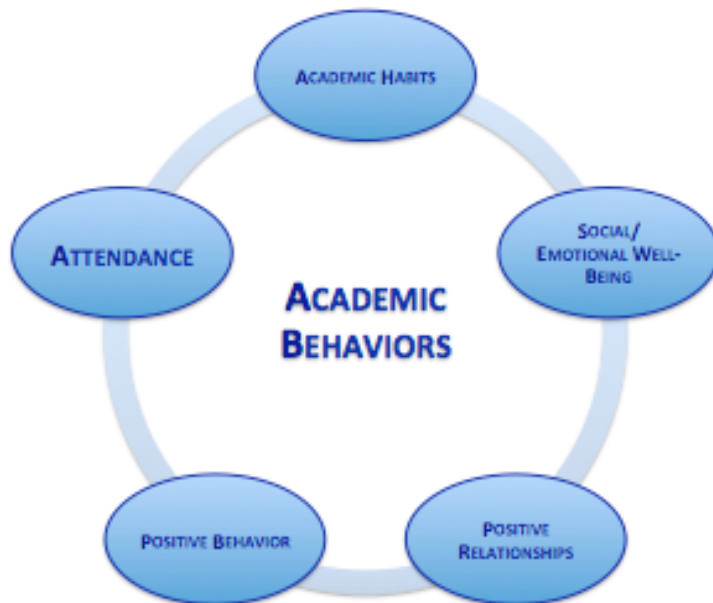 ACADEMIC HABITS
ATTENDANCE
SOCIAL/
EMOTIONAL WELL-
BEING
ACADEMIC
BEHAVIORS
POSITIVE BEHAVIOR
POSITIVE
RELATIONSHIPS